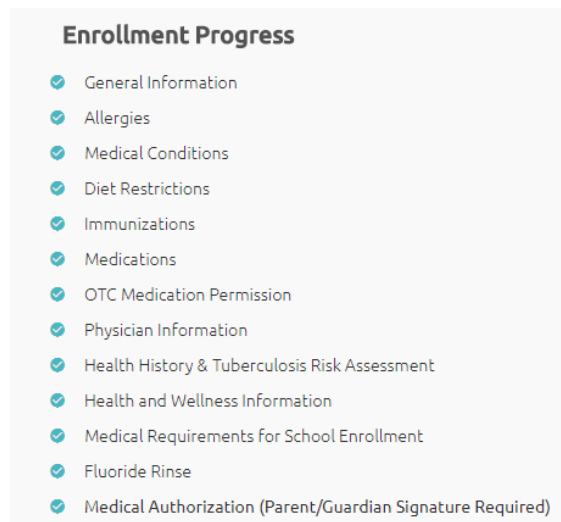 Enrollment Progress
General Information
Allergies
Medical Conditions
Diet Restrictions
Immunizations
Medications
OTC Medication Permission
Physician Information
Health History & Tuberculosis Risk Assessment
Health and Wellness Information
Medical Requirements for School Enrollment
Fluoride Rinse
Medical Authorization (Parent/Guardian Signature Required)